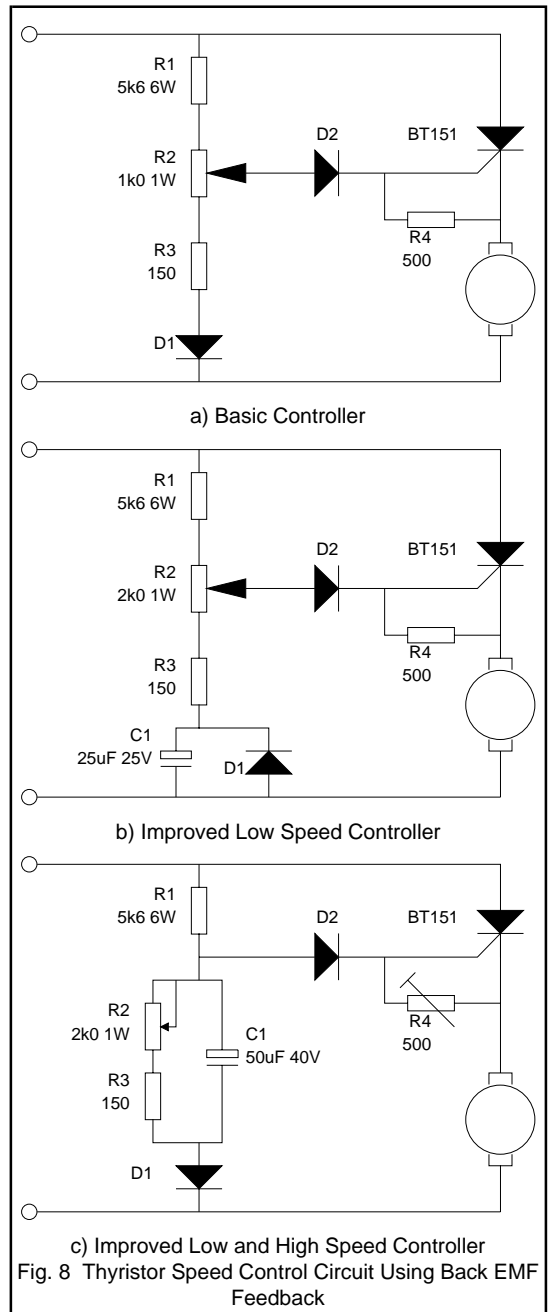 R1
5k6 6W
D2
BT151
R2
1k0 1W
R4
500
R3
150
D1
a) Basic Controller
R1
5k6 6W
D2
BT151
R2
2k0 1W
R4
500
R3
150
C1
25uF 25V
D1
b) Improved Low Speed Controller
R1
5k6 6W
D2
BT151
R2
2k0 1W
C1
50uF 40V
R4
500
R3
150
D1
c) Improved Low and High Speed Controller
Fig. 8 Thyristor Speed Control Circuit Using Back EMF
Feedback